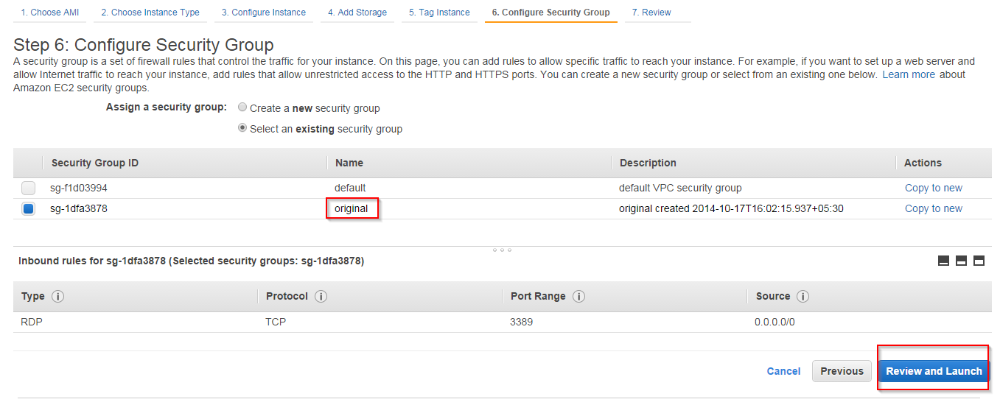 1. Choose AMI 2. Choose Instance Type 3. Configure Instance 4. Add Storage 5. Tag Instance 6. Configure Security Group 7. Review
Step 6: Configure Security Group
A security group is a set of firewall rules that control the traffic for your instance. On this page, you can add rules to allow specific traffic to reach your instance. For example, if you want to set up a web server and
allow Internet traffic to reach your instance, add rules that allow unrestricted access to the HTTP and HTTPS ports. You can create a new security group or select from an existing one below. Learn more about
Amazon EC2 security groups.
Assign a security group: Create a new security group
Select an existing security group
Security Group ID Name Description Actions
sg-f1d03994 default default VPC security group Copy to new
sg-1dfa3878 original original created 2014-10-17T16:02:15.937+05:30 Copy to new
Inbound rules for sg-1dfa3878 (Selected security groups: sg-1dfa3878)
Type i Protocol i Port Range i Source i
RDP TCP 3389 0.0.0.0/0
Cancel Previous Review and Launch